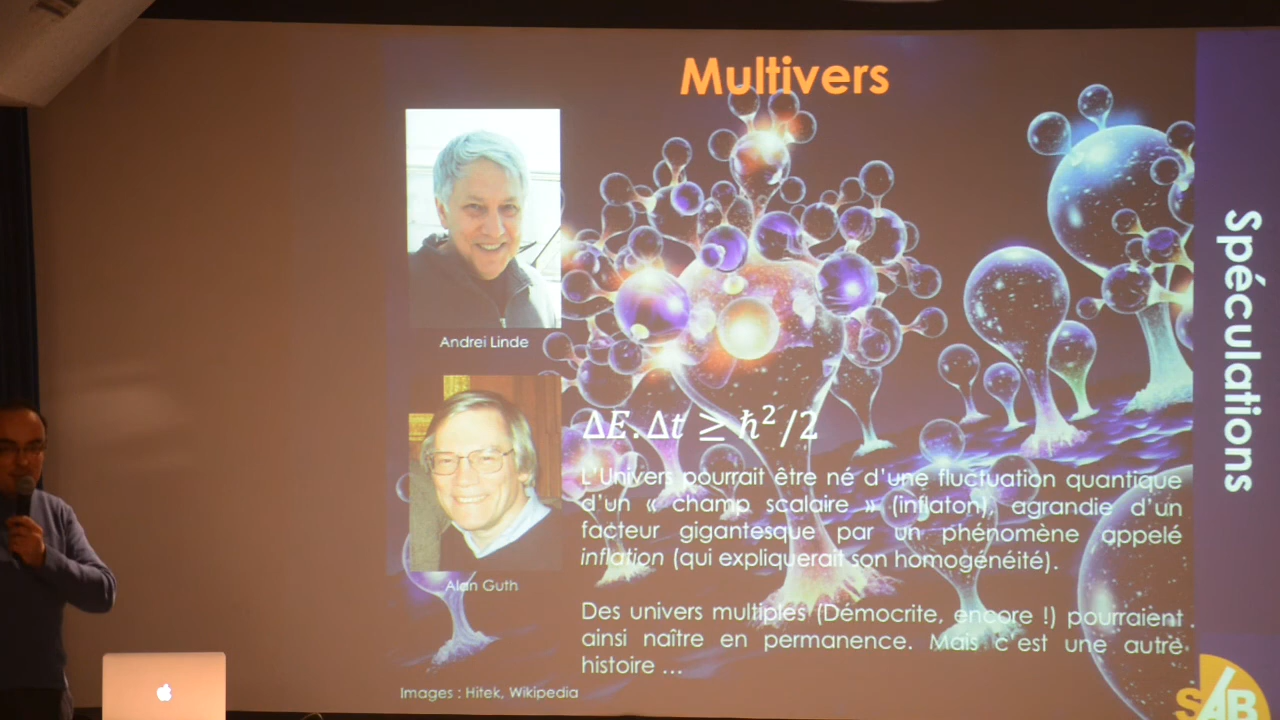 Multivers
Andrei Linde
Alan Guth
ΔE.Δt ≥ ħ²/2
L'Univers pourrait être né d'une fluctuation quantique
d'un « champ scalaire » (inflaton), agrandie d'un
facteur gigantesque par un phénomène appelé
inflation (qui expliquerait son homogénéité).
Des univers multiples (Démocrite, encore !) pourraient
ainsi naître en permanence. Mais c'est une autre
histoire ...
Images : Hitek, Wikipedia
Spéculations
SAB